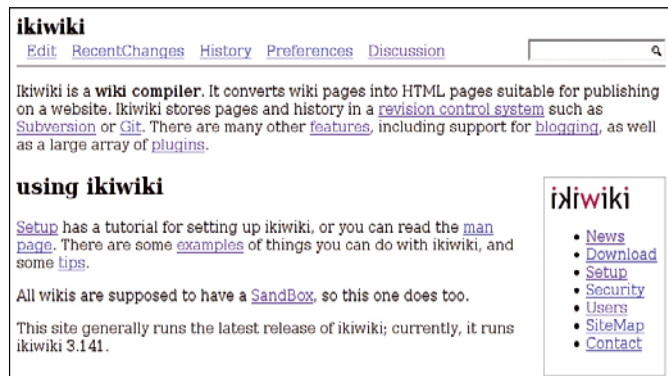 ikiwiki
Edit RecentChanges History Preferences Discussion
Ikiwiki is a wiki compiler. It converts wiki pages into HTML pages suitable for publishing
on a website. Ikiwiki stores pages and history in a revision control system such as
Subversion or Git. There are many other features, including support for blogging, as well
as a large array of plugins.
using ikiwiki
Setup has a tutorial for setting up ikiwiki, or you can read the man
page. There are some examples of things you can do with ikiwiki, and
some tips.
All wikis are supposed to have a SandBox, so this one does too.
This site generally runs the latest release of ikiwiki; currently, it runs
ikiwiki 3.141.
ikiwiki
• News
• Download
• Setup
• Security
• Users
• SiteMap
• Contact